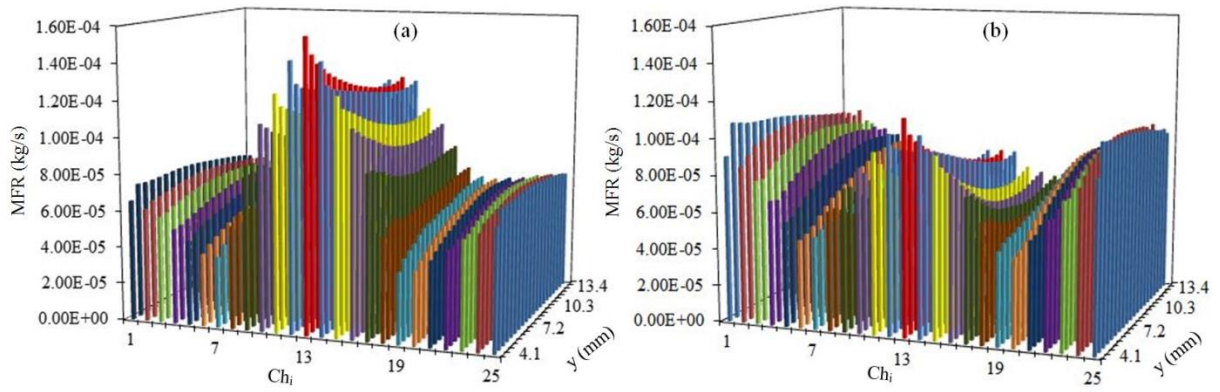 (a)
MFR (kg/s)
1.60E-04
1.40E-04
1.20E-04
1.00E-04
8.00E-05
6.00E-05
4.00E-05
2.00E-05
0.00E+00
1
7
13
19
25
Chi
4.1
7.2
10.3
13.4
y (mm)
(b)
MFR (kg/s)
1.60E-04
1.40E-04
1.20E-04
1.00E-04
8.00E-05
6.00E-05
4.00E-05
2.00E-05
0.00E+00
1
7
13
19
25
Chi
4.1
7.2
10.3
13.4
y (mm)